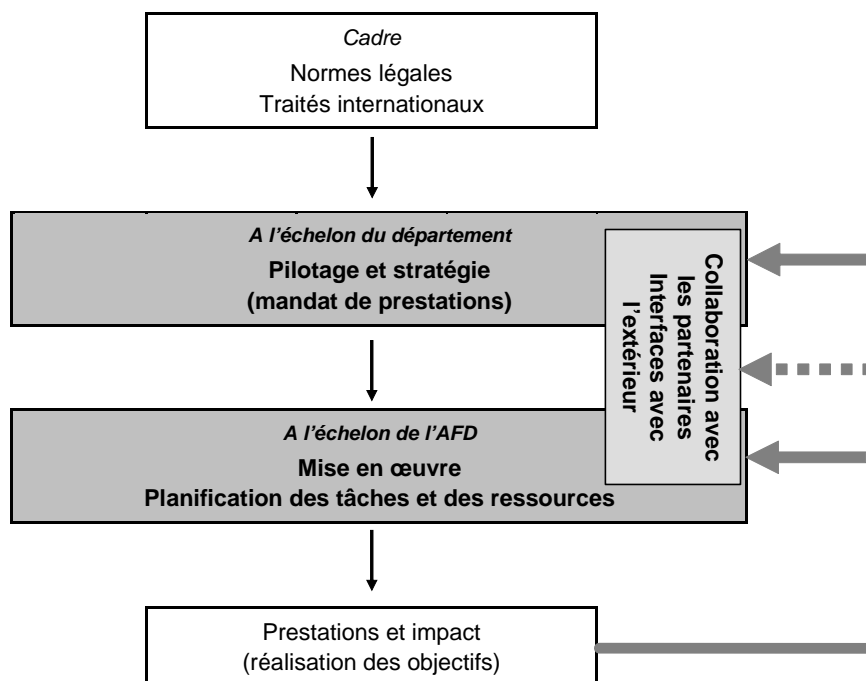 Cadre
Normes légales
Traités internationaux
A l'échelon du département
Pilotage et stratégie
(mandat de prestations)
Collaboration avec
les partenaires
Interfaces avec
l'extérieur
A l'échelon de l'AFD
Mise en œuvre
Planification des tâches et des ressources
Prestations et impact
(réalisation des objectifs)